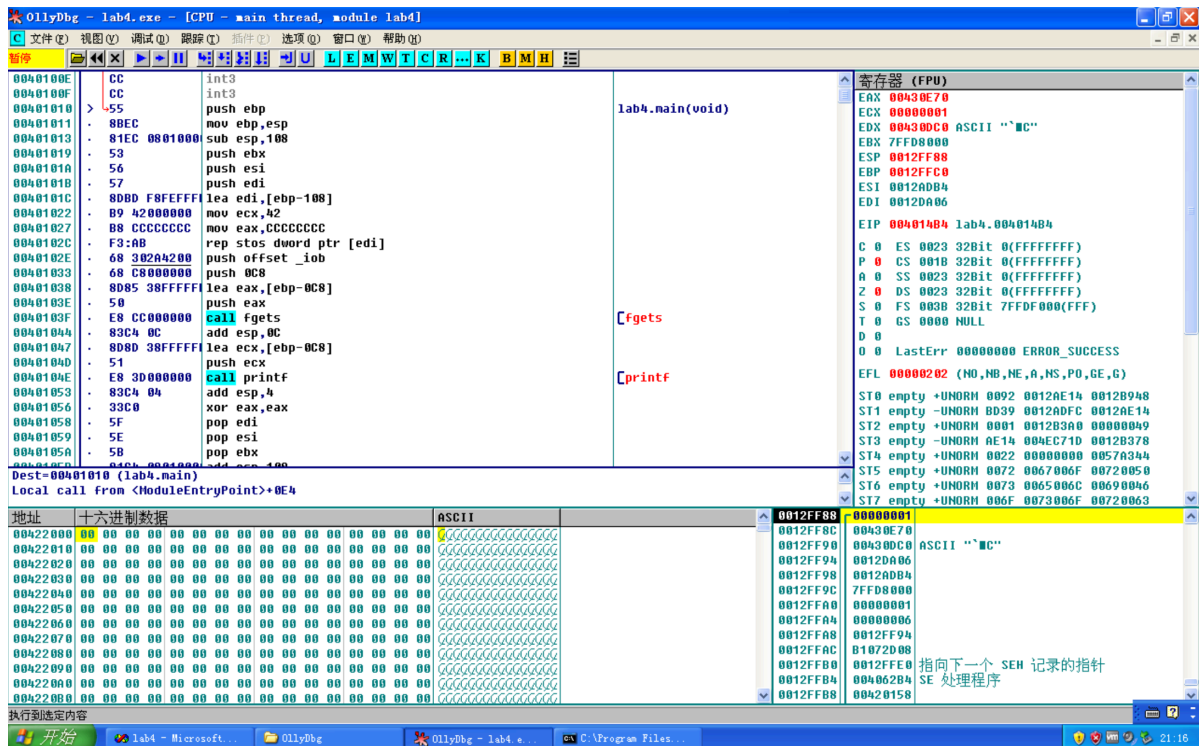 OllyDbg - lab4.exe - [CPU - main thread, module lab4]
C 文件(F) 视图(V) 调试(D) 跟踪(T) 插件(P) 选项(O) 窗口(W) 帮助(H)
暂停 L E M W T C R ... K B M H
0040100E CC int3
0040100F CC int3
00401010 > 55 push ebp lab4.main(void)
00401011 . 8BEC mov ebp,esp
00401013 . 81EC 0801000 sub esp,108
00401019 . 53 push ebx
0040101A . 56 push esi
0040101B . 57 push edi
0040101C . 8DBD F8FEFFF lea edi,[ebp-108]
00401022 . B9 42000000 mov ecx,42
00401027 . B8 CCCCCCCC mov eax,CCCCCCCC
0040102C . F3:AB rep stos dword ptr [edi]
0040102E . 68 302A4200 push offset _iob
00401033 . 68 C8000000 push 0C8
00401038 . 8D85 38FFFFF lea eax,[ebp-0C8]
0040103E . 50 push eax
0040103F . E8 CC000000 call fgets [fgets
00401044 . 83C4 0C add esp,0C
00401047 . 8D8D 38FFFFF lea ecx,[ebp-0C8]
0040104D . 51 push ecx
0040104E . E8 3D000000 call printf [printf
00401053 . 83C4 04 add esp,4
00401056 . 33C0 xor eax,eax
00401058 . 5F pop edi
00401059 . 5E pop esi
0040105A . 5B pop ebx
Dest=00401010 (lab4.main)
Local call from <ModuleEntryPoint>+0E4
寄存器 (FPU)
EAX 00430E70
ECX 00000001
EDX 00430DC0 ASCII
EBX 7FFD8000
ESP 0012FF88
EBP 0012FFC0
ESI 0012ADB4
EDI 0012DA06
EIP 004014B4 lab4.004014B4
C 0 ES 0023 32Bit 0(FFFFFFFF)
P 0 CS 001B 32Bit 0(FFFFFFFF)
A 0 SS 0023 32Bit 0(FFFFFFFF)
Z 0 DS 0023 32Bit 0(FFFFFFFF)
S 0 FS 003B 32Bit 7FFDF000(FFF)
T 0 GS 0000 NULL
D 0
O 0 LastErr 00000000 ERROR_SUCCESS
EFL 00000202 (NO,NB,NE,A,NS,PO,GE,G)
ST0 empty +UNORM 0092 0012AE14 0012B948
ST1 empty -UNORM BD39 0012ADFC 0012AE14
ST2 empty +UNORM 0001 0012B3A0 00000049
ST3 empty -UNORM AE14 004EC71D 0012B378
ST4 empty +UNORM 0022 00000000 0057A344
ST5 empty +UNORM 0072 0067006F 00720050
ST6 empty +UNORM 0073 0065006C 00690046
ST7 empty +UNORM 006F 0073006F 00720063
地址 十六进制数据 ASCII
00422000 00 00 00 00 00 00 00 00 00 00 00 00 00 00 00 00
00422010 00 00 00 00 00 00 00 00 00 00 00 00 00 00 00 00
00422020 00 00 00 00 00 00 00 00 00 00 00 00 00 00 00 00
00422030 00 00 00 00 00 00 00 00 00 00 00 00 00 00 00 00
00422040 00 00 00 00 00 00 00 00 00 00 00 00 00 00 00 00
00422050 00 00 00 00 00 00 00 00 00 00 00 00 00 00 00 00
00422060 00 00 00 00 00 00 00 00 00 00 00 00 00 00 00 00
00422070 00 00 00 00 00 00 00 00 00 00 00 00 00 00 00 00
00422080 00 00 00 00 00 00 00 00 00 00 00 00 00 00 00 00
00422090 00 00 00 00 00 00 00 00 00 00 00 00 00 00 00 00
004220A0 00 00 00 00 00 00 00 00 00 00 00 00 00 00 00 00
004220B0 00 00 00 00 00 00 00 00 00 00 00 00 00 00 00 00
0012FF88 00000001
0012FF8C 00430E70
0012FF90 00430DC0 ASCII
0012FF94 0012DA06
0012FF98 0012ADB4
0012FF9C 7FFD8000
0012FFA0 00000001
0012FFA4 00000006
0012FFA8 0012FF94
0012FFAC B1072D08
0012FFB0 0012FFE0 指向下一个 SEH 记录的指针
0012FFB4 004062B4 SE 处理程序
0012FFB8 00420158
执行到选定内容
开始 lab4 - Microsoft... OllyDbg OllyDbg - lab4.e... C:\Program Files... 21:16